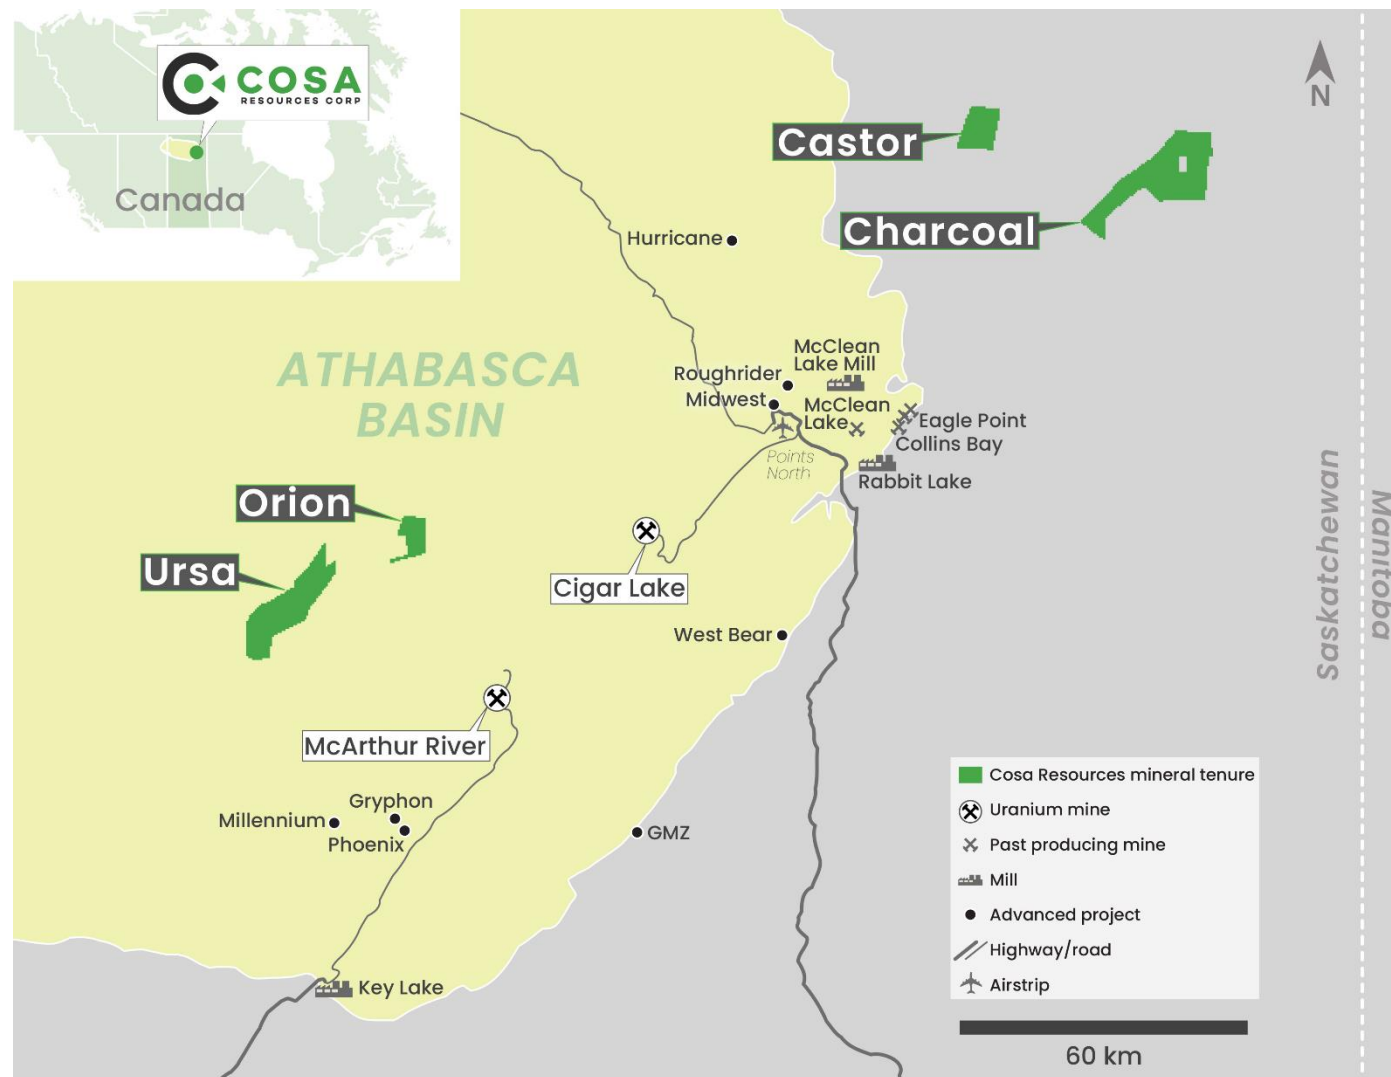 COSA
RESOURCES CORP
Canada
N
Castor
Charcoal
Hurricane
ATHABASCA
BASIN
McClean
Lake Mill
Roughrider
Midwest
McClean
Lake
Eagle Point
Collins Bay
Points
North
Rabbit Lake
Orion
Ursa
Cigar Lake
West Bear
Saskatchewan
Manitoba
McArthur River
Gryphon
Millennium
Phoenix
GMZ
Key Lake
Cosa Resources mineral tenure
Uranium mine
Past producing mine
Mill
Advanced project
Highway/road
Airstrip
60 km